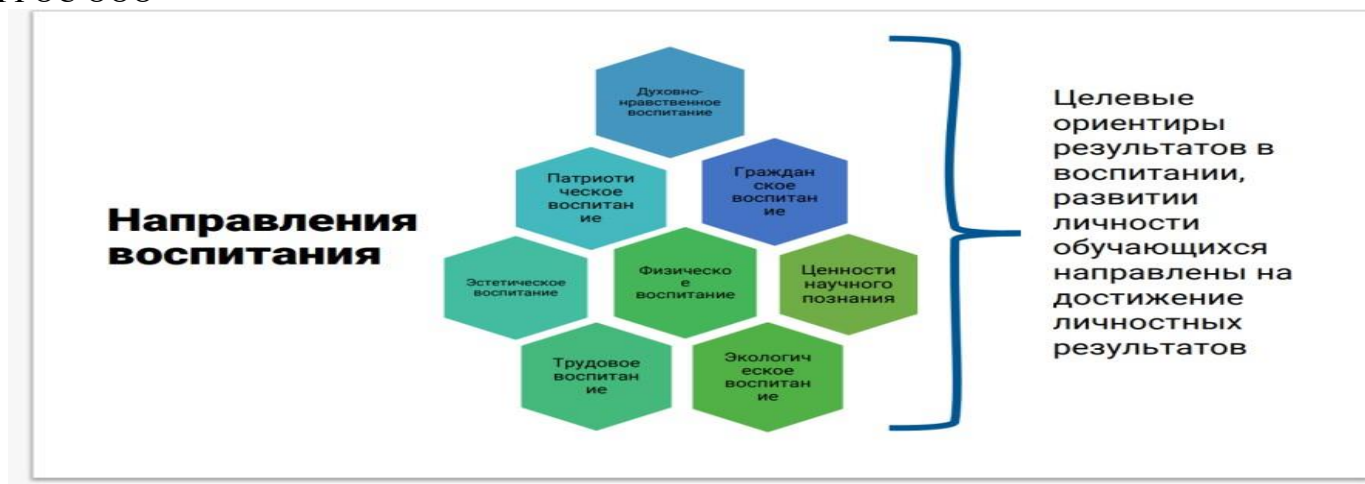 Направления
воспитания
Духовно-
нравственное
воспитание
Патриоти
ческое
воспитан
ие
Граждан
ское
воспитан
ие
Эстетическое
воспитание
Физическо
е
воспитание
Ценности
научного
познания
Трудовое
воспитан
ие
Экологич
еское
воспитан
ие
Целевые
ориентиры
результатов в
воспитании,
развитии
личности
обучающихся
направлены на
достижение
личностных
результатов